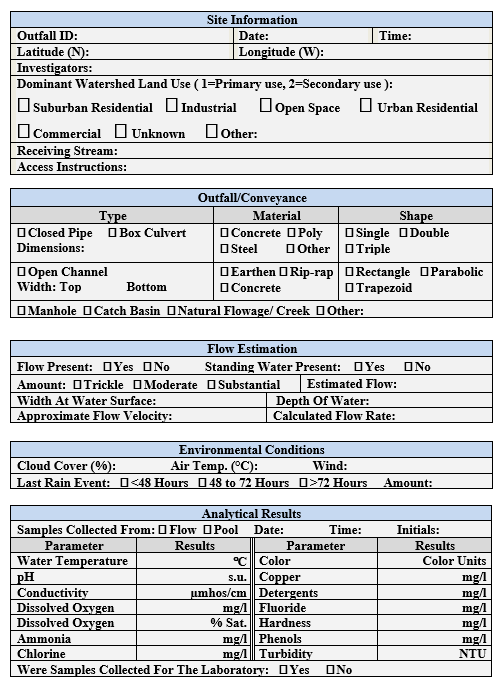 Site Information
Outfall ID: Date: Time:
Latitude (N): Longitude (W):
Investigators:
Dominant Watershed Land Use ( 1=Primary use, 2=Secondary use ):
☐ Suburban Residential ☐ Industrial ☐ Open Space ☐ Urban Residential
☐ Commercial ☐ Unknown ☐ Other:
Receiving Stream:
Access Instructions:
Outfall/Conveyance
Type Material Shape
☐ Closed Pipe ☐ Box Culvert ☐ Concrete ☐ Poly ☐ Single ☐ Double
Dimensions: ☐ Steel ☐ Other ☐ Triple
☐ Open Channel ☐ Earthen ☐ Rip-rap ☐ Rectangle ☐ Parabolic
Width: Top Bottom ☐ Concrete ☐ Trapezoid
☐ Manhole ☐ Catch Basin ☐ Natural Flowage/ Creek ☐ Other:
Flow Estimation
Flow Present: ☐ Yes ☐ No Standing Water Present: ☐ Yes ☐ No
Amount: ☐ Trickle ☐ Moderate ☐ Substantial Estimated Flow:
Width At Water Surface: Depth Of Water:
Approximate Flow Velocity: Calculated Flow Rate:
Environmental Conditions
Cloud Cover (%): Air Temp. (°C): Wind:
Last Rain Event: ☐ <48 Hours ☐ 48 to 72 Hours ☐ >72 Hours Amount:
Analytical Results
Samples Collected From: ☐ Flow ☐ Pool Date: Time: Initials:
Parameter Results Parameter Results
Water Temperature ℃ Color Color Units
pH s.u. Copper mg/l
Conductivity µmhos/cm Detergents mg/l
Dissolved Oxygen mg/l Fluoride mg/l
Dissolved Oxygen % Sat. Hardness mg/l
Ammonia mg/l Phenols mg/l
Chlorine mg/l Turbidity NTU
Were Samples Collected For The Laboratory: ☐ Yes ☐ No